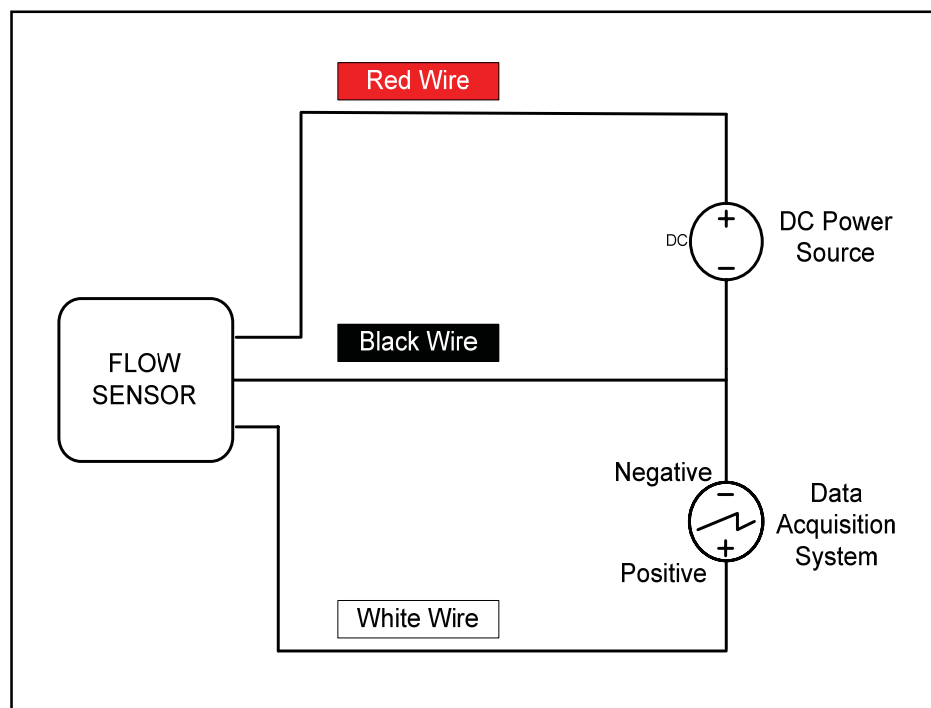 Red Wire
+
DC
−
DC Power
Source
Black Wire
FLOW
SENSOR
Negative
−
+
Positive
Data
Acquisition
System
White Wire